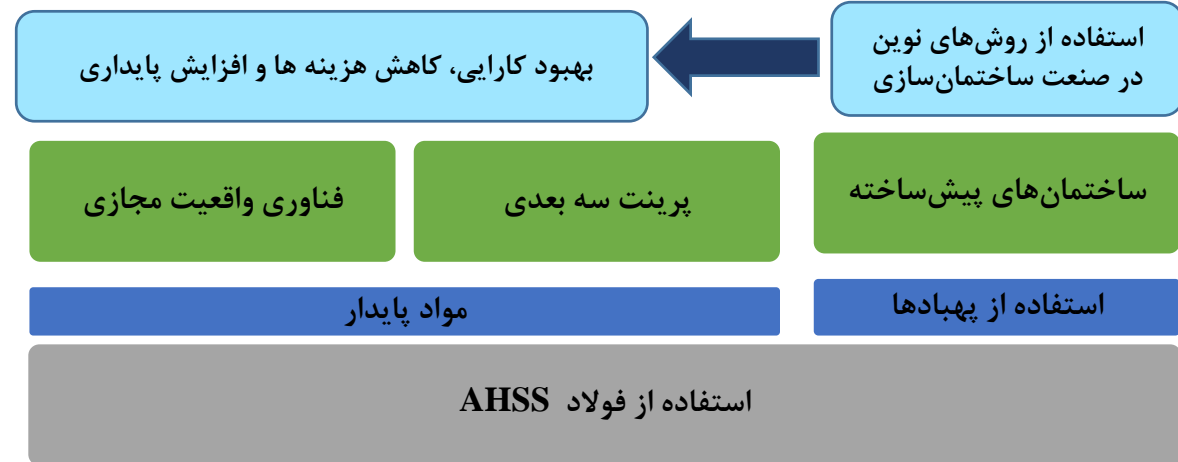 استفاده از روش‌های نوین
در صنعت ساختمان‌سازی
بهبود کارایی، کاهش هزینه ها و افزایش پایداری
ساختمان‌های پیش‌ساخته
پرینت سه بعدی
فناوری واقعیت مجازی
استفاده از پهبادها
مواد پایدار
استفاده از فولاد AHSS